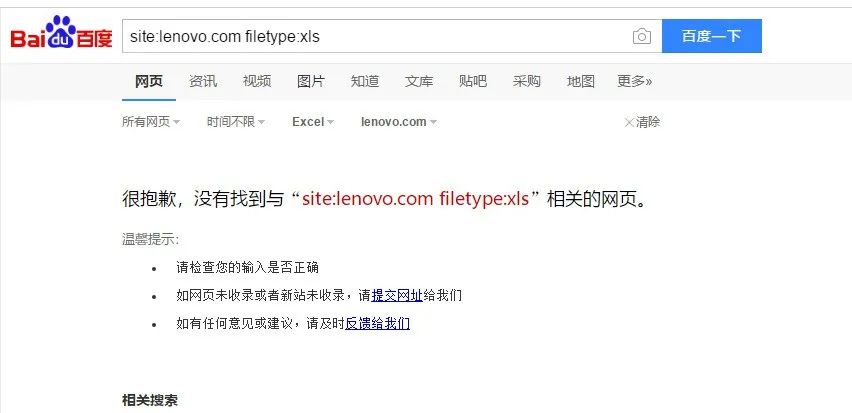 Bai du 百度 site:lenovo.com filetype:xls 百度一下
网页 资讯 视频 图片 知道 文库 贴吧 采购 地图 更多»
所有网页 时间不限 Excel lenovo.com ×清除
很抱歉，没有找到与“site:lenovo.com filetype:xls”相关的网页。
温馨提示：
• 请检查您的输入是否正确
• 如网页未收录或者新站未收录，请提交网址给我们
• 如有任何意见或建议，请及时反馈给我们
相关搜索